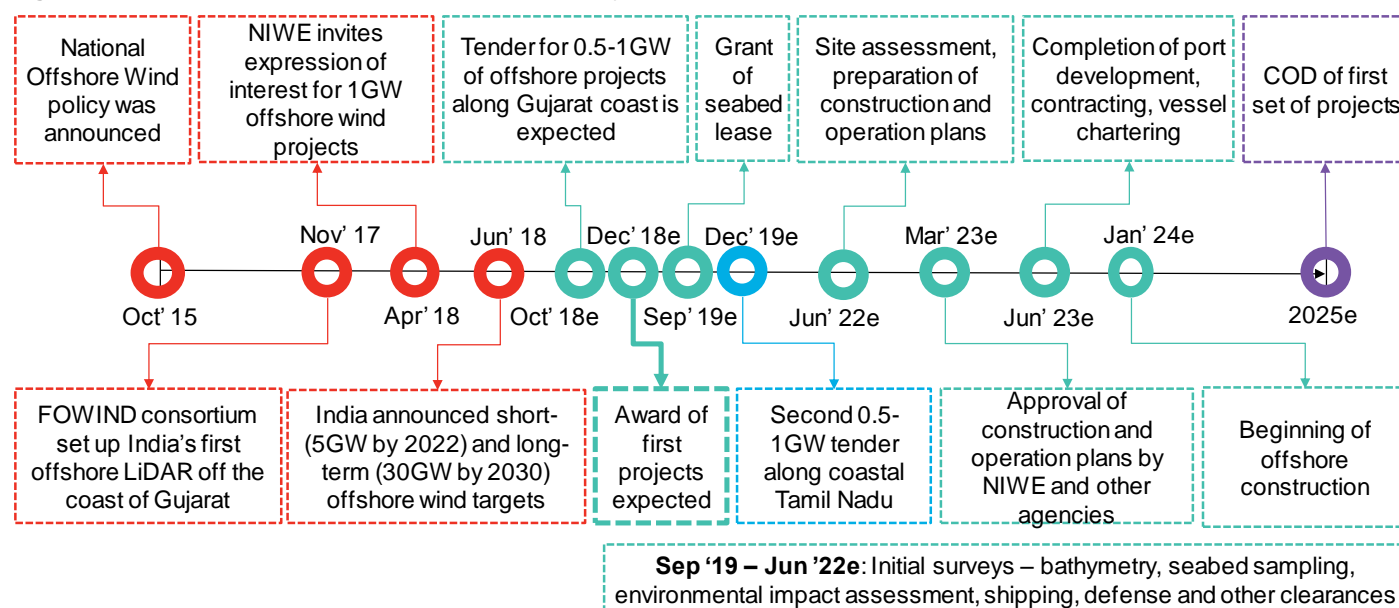 National
Offshore Wind
policy was
announced
NIWE invites
expression of
interest for 1GW
offshore wind
projects
Tender for 0.5-1GW
of offshore projects
along Gujarat coast is
expected
Grant
of
seabed
lease
Site assessment,
preparation of
construction and
operation plans
Completion of port
development,
contracting, vessel
chartering
COD of first
set of projects
Nov’ 17
Jun’ 18
Dec’ 18e
Dec’ 19e
Mar’ 23e
Jan’ 24e
Oct’ 15
Apr’ 18
Oct’ 18e
Sep’ 19e
Jun’ 22e
Jun’ 23e
2025e
FOWIND consortium
set up India’s first
offshore LiDAR off the
coast of Gujarat
India announced short-
(5GW by 2022) and long-
term (30GW by 2030)
offshore wind targets
Award of
first
projects
expected
Second 0.5-
1GW tender
along coastal
Tamil Nadu
Approval of
construction and
operation plans by
NIWE and other
agencies
Beginning of
offshore
construction
Sep ‘19 – Jun ’22e: Initial surveys – bathymetry, seabed sampling,
environmental impact assessment, shipping, defense and other clearances